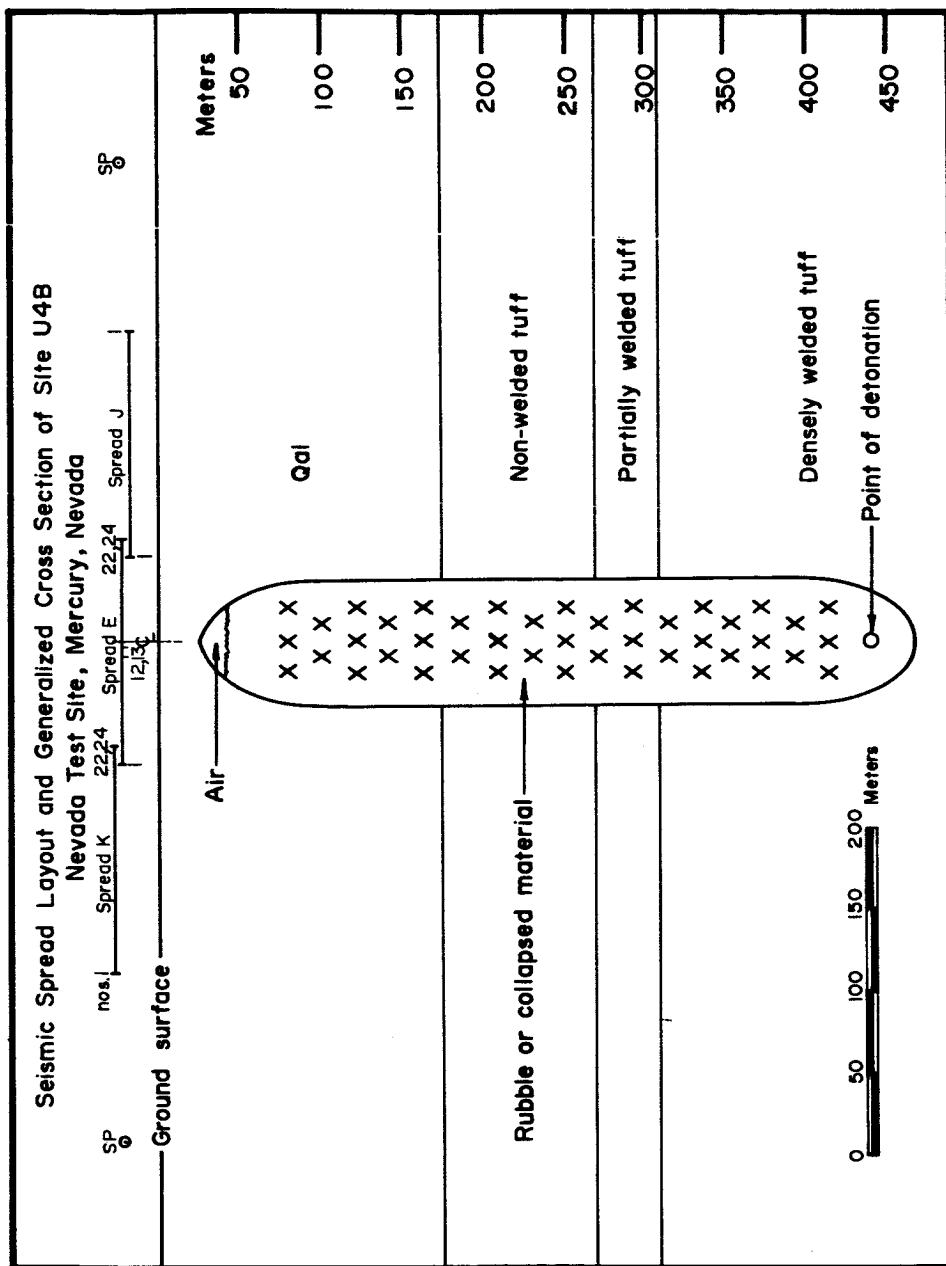 Seismic Spread Layout and Generalized Cross Section of Site U4B
Nevada Test Site, Mercury, Nevada
SP
nos.
1
Spread K
22,24
Spread E
12,13
22,24
Spread J
1
SP
Ground surface
Meters
50
100
150
200
250
300
350
400
450
Air
Qal
Rubble or collapsed material
Non-welded tuff
Partially welded tuff
Densely welded tuff
Point of detonation
0 50 100 150 200
Meters